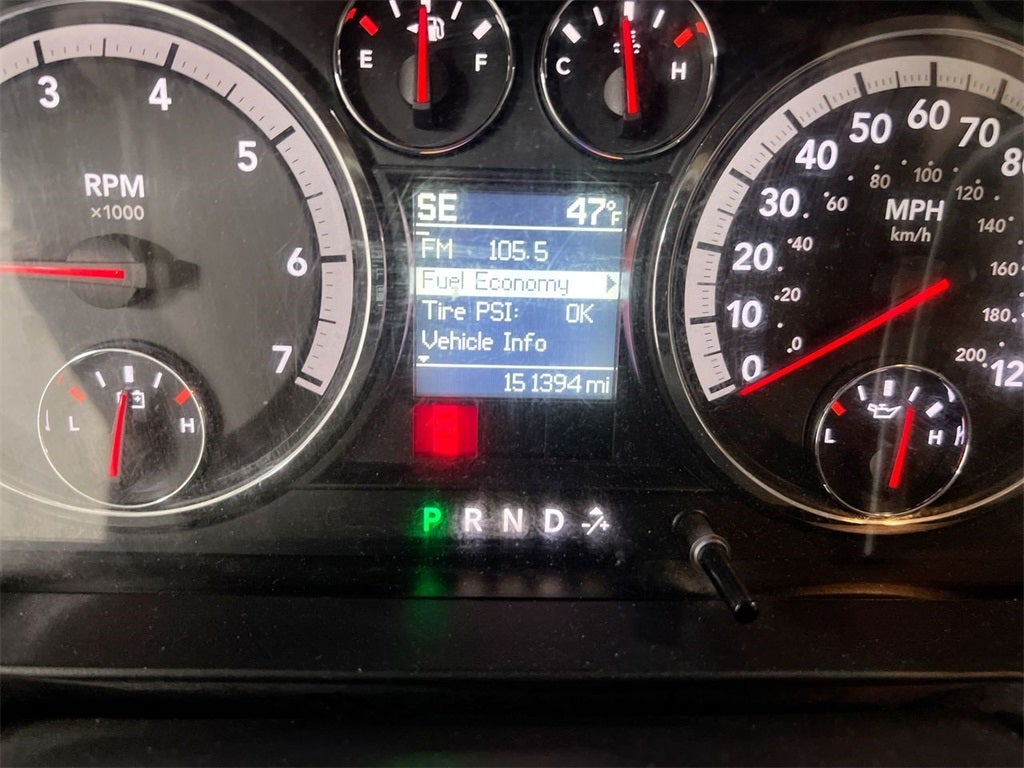 3
4
5
6
7
RPM
×1000
L
H
E
F
C
H
SE 47°F
FM 105.5
Fuel Economy
Tire PSI: OK
Vehicle Info
151394 mi
P R N D -/+
0
10
20
30
40
50
60
70
MPH
km/h
0
20
40
60
80
100
120
140
160
180
200
L
H